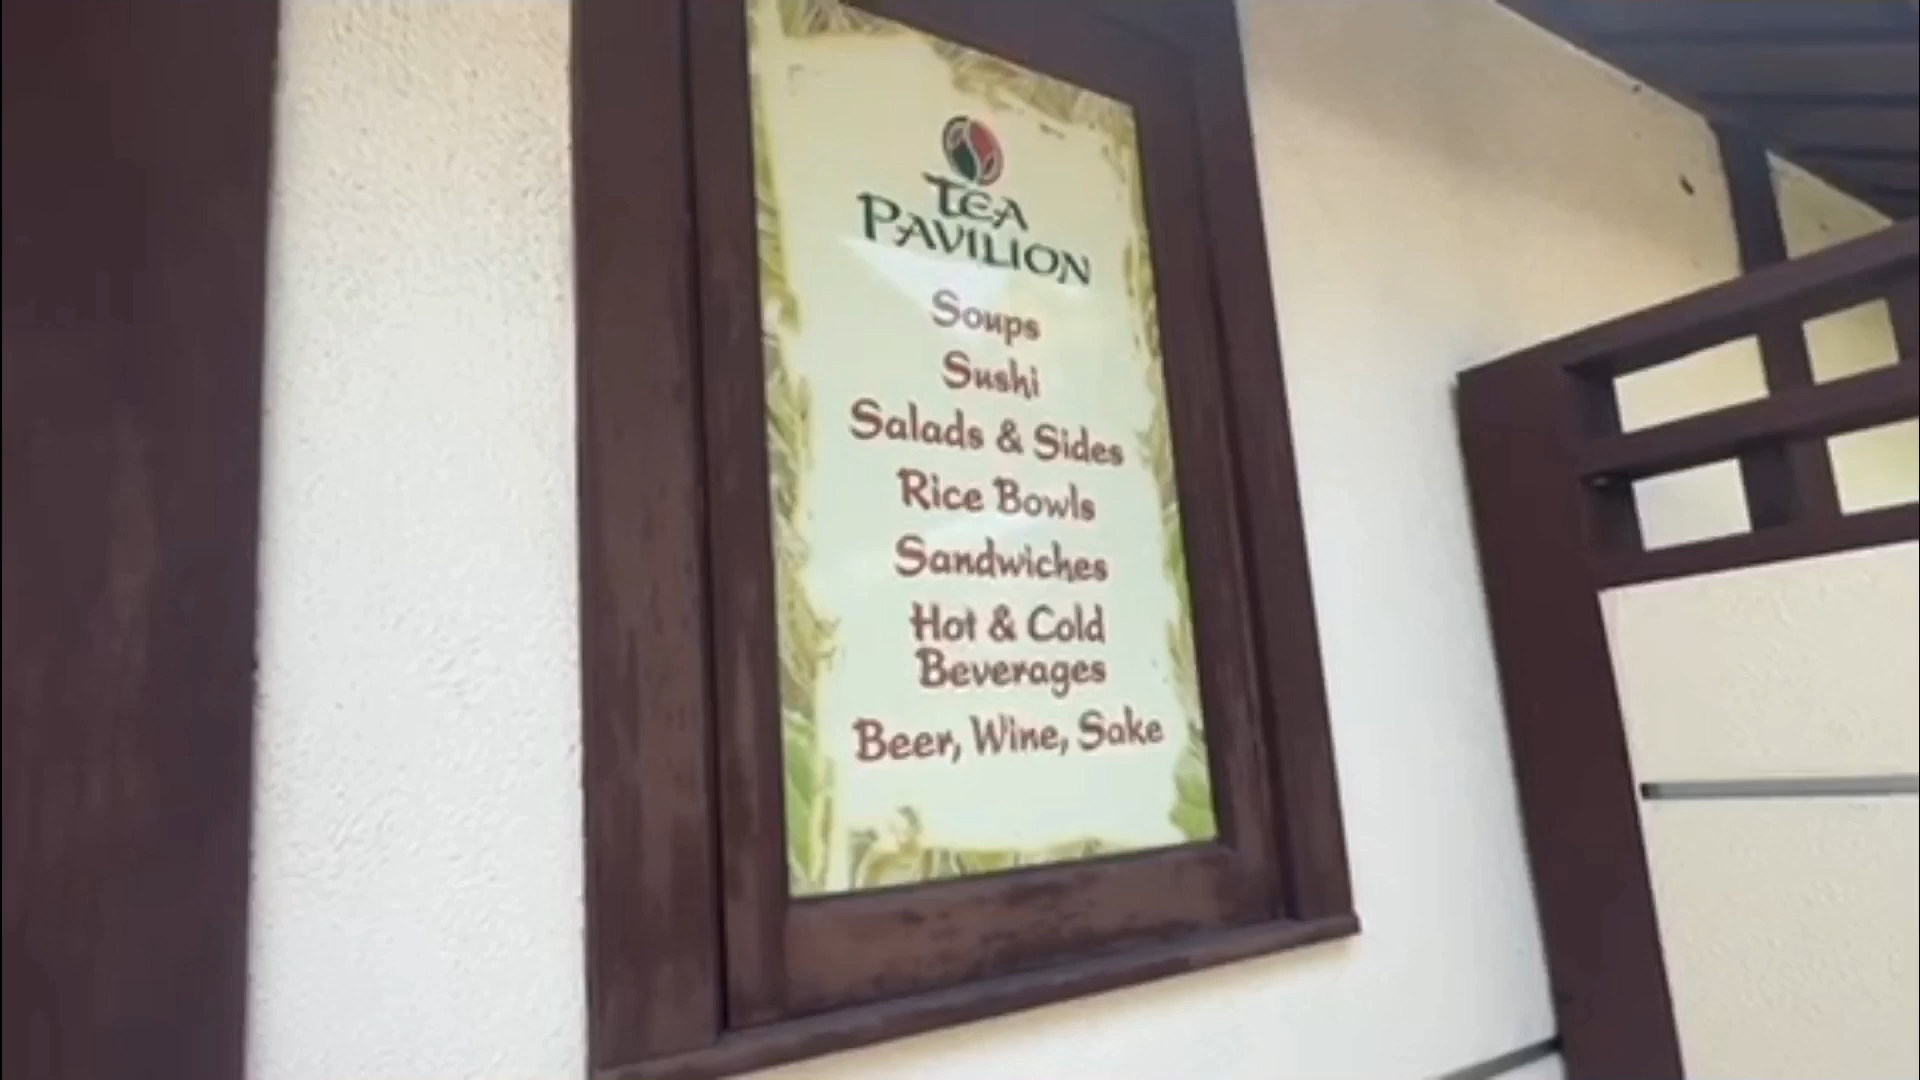 TEA
PAVILION
Soups
Sushi
Salads & Sides
Rice Bowls
Sandwiches
Hot & Cold
Beverages
Beer, Wine, Sake